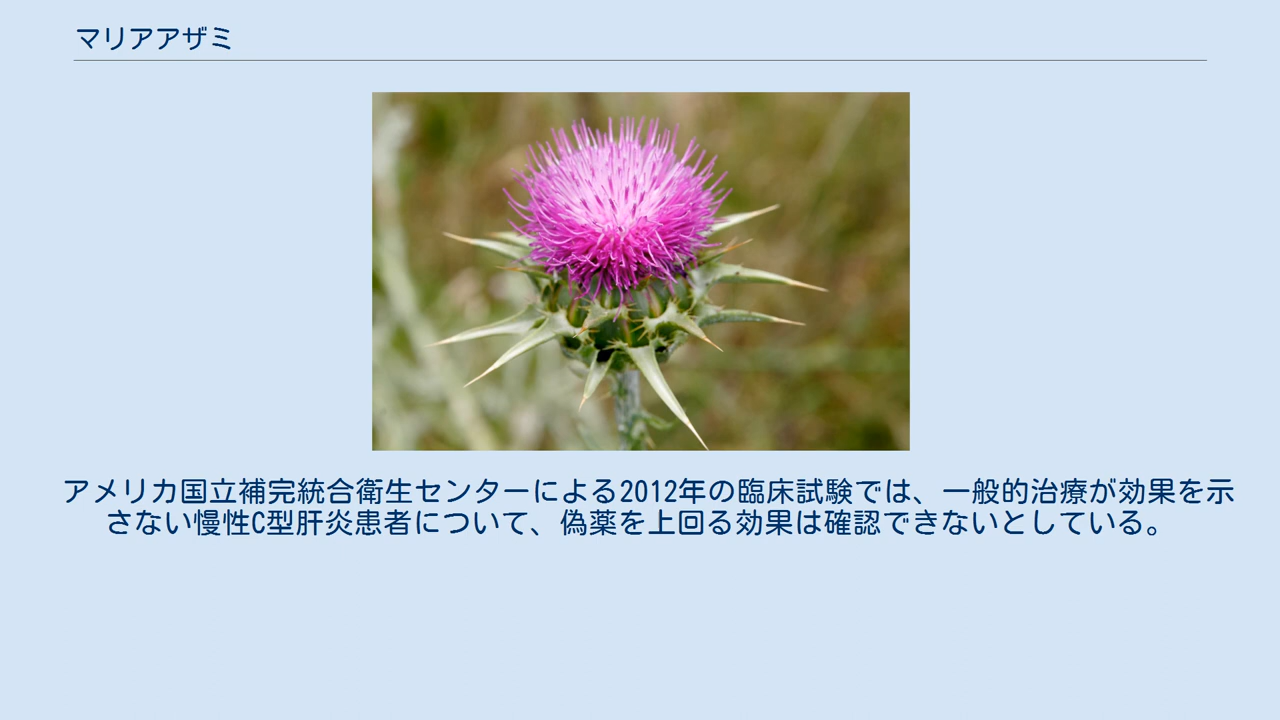 マリアアザミ
アメリカ国立補完統合衛生センターによる2012年の臨床試験では、一般的治療が効果を示
さない慢性C型肝炎患者について、偽薬を上回る効果は確認できないとしている。